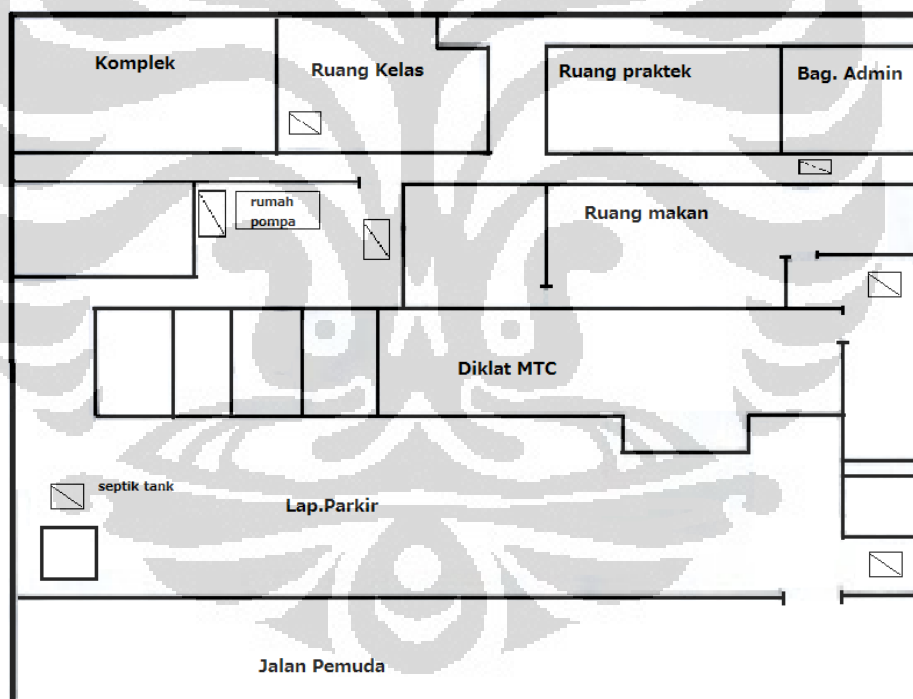 Komplek
Ruang Kelas
Ruang praktek
Bag. Admin
rumah
pompa
Ruang makan
Diklat MTC
septik tank
Lap.Parkir
Jalan Pemuda